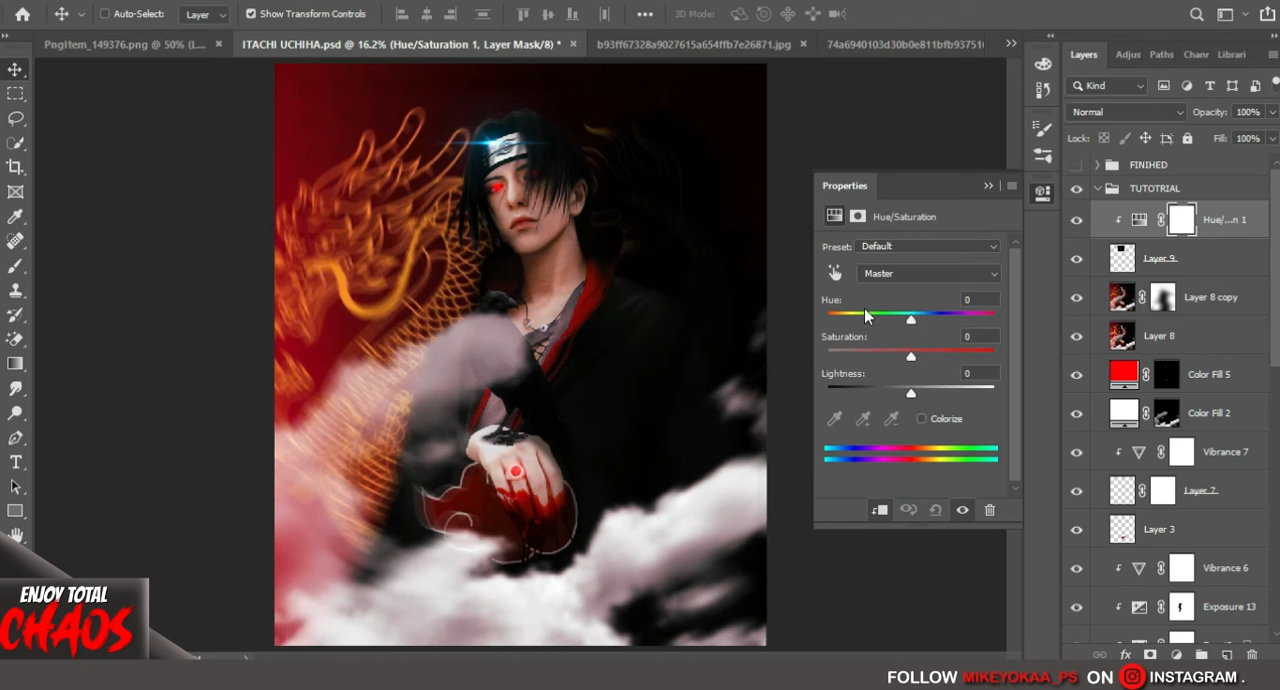 Auto-Select: Layer Show Transform Controls 3D Mode:
PngItem_149376.png @ 50% (L... × ITACHI UCHIHA.psd @ 16.2% (Hue/Saturation 1, Layer Mask/8) * × b93ff67328a9027615a654ffb7e26871.jpg ×
Layers Adjus Paths Chanr Librari
Kind
Normal Opacity: 100%
Lock: Fill: 100%
FINIHED
TUTOTRIAL
Hue/...n 1
Layer 9
Layer 8 copy
Layer 8
Color Fill 5
Color Fill 2
Vibrance 7
Layer 7
Layer 3
Vibrance 6
Exposure 13
fx
Properties
Hue/Saturation
Preset: Default
Master
Hue: 0
Saturation: 0
Lightness: 0
Colorize
ENJOY TOTAL
CHAOS
FOLLOW MIKEYOKAA_PS ON INSTAGRAM .